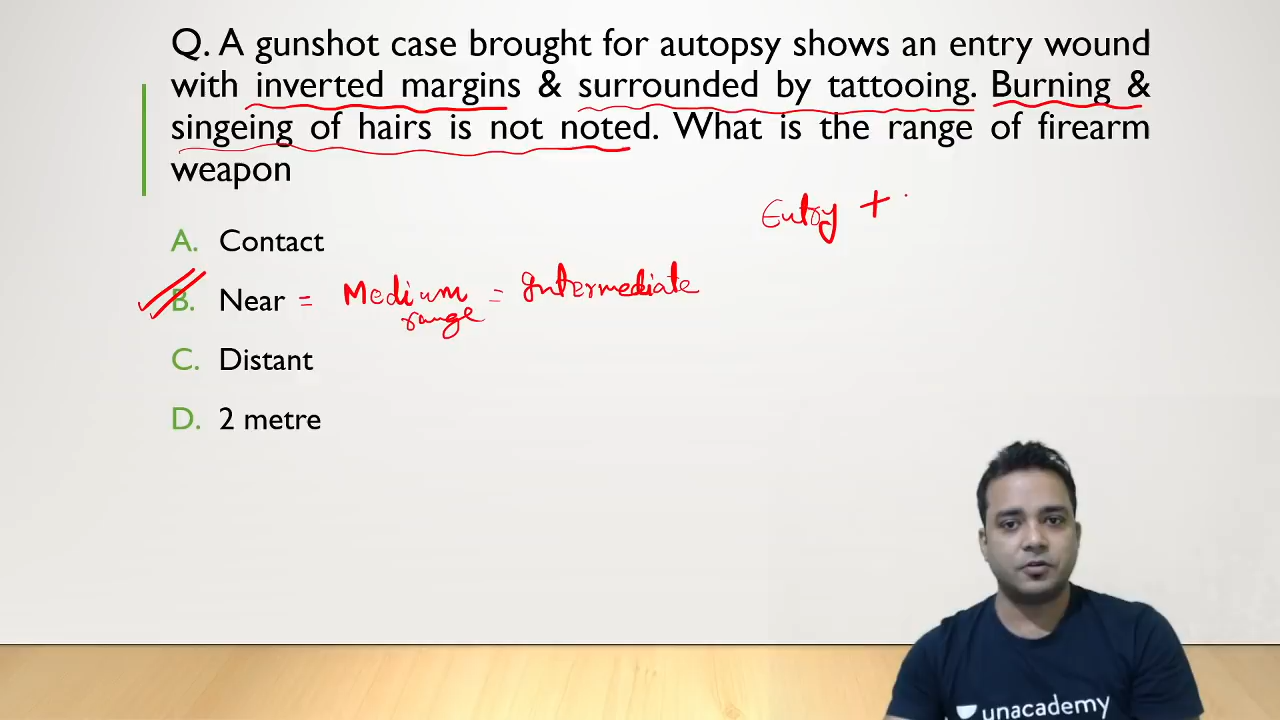 Q. A gunshot case brought for autopsy shows an entry wound
with inverted margins & surrounded by tattooing. Burning &
singeing of hairs is not noted. What is the range of firearm
weapon
Entry +
A. Contact
B. Near = Medium range = Intermediate
C. Distant
D. 2 metre
unacademy